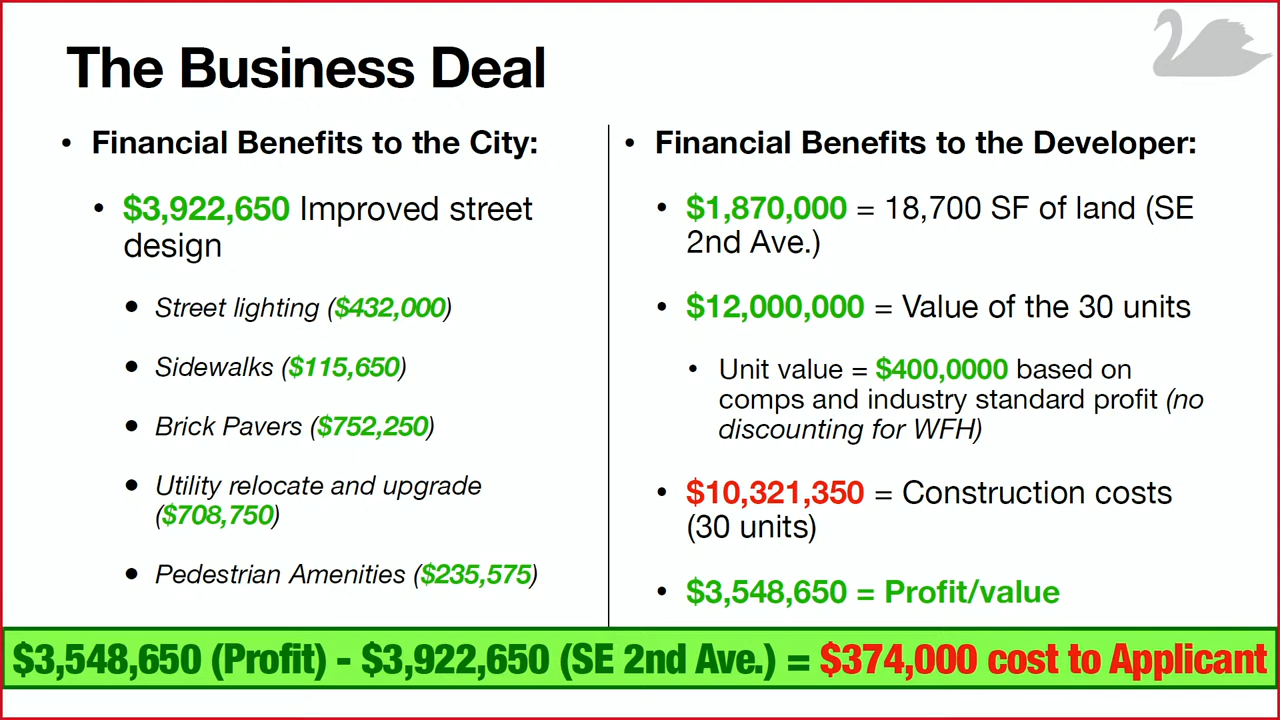 The Business Deal
• Financial Benefits to the City:
• $3,922,650 Improved street
design
• Street lighting ($432,000)
• Sidewalks ($115,650)
• Brick Pavers ($752,250)
• Utility relocate and upgrade
($708,750)
• Pedestrian Amenities ($235,575)
• Financial Benefits to the Developer:
• $1,870,000 = 18,700 SF of land (SE
2nd Ave.)
• $12,000,000 = Value of the 30 units
• Unit value = $400,0000 based on
comps and industry standard profit (no
discounting for WFH)
• $10,321,350 = Construction costs
(30 units)
• $3,548,650 = Profit/value
$3,548,650 (Profit) - $3,922,650 (SE 2nd Ave.) = $374,000 cost to Applicant